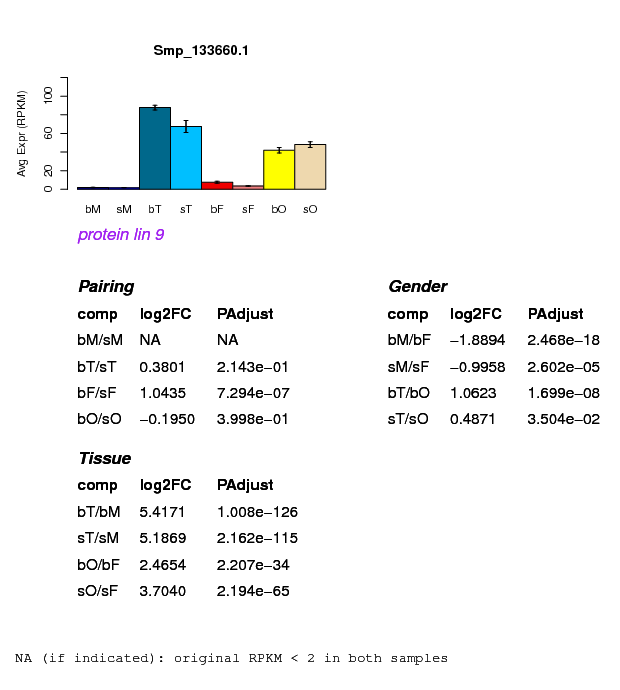 Smp_133660.1
Avg Expr (RPKM)
0 20 60 100
bM sM bT sT bF sF bO sO
protein lin 9
Pairing
comp log2FC PAdjust
bM/sM NA NA
bT/sT 0.3801 2.143e−01
bF/sF 1.0435 7.294e−07
bO/sO −0.1950 3.998e−01
Gender
comp log2FC PAdjust
bM/bF −1.8894 2.468e−18
sM/sF −0.9958 2.602e−05
bT/bO 1.0623 1.699e−08
sT/sO 0.4871 3.504e−02
Tissue
comp log2FC PAdjust
bT/bM 5.4171 1.008e−126
sT/sM 5.1869 2.162e−115
bO/bF 2.4654 2.207e−34
sO/sF 3.7040 2.194e−65
NA (if indicated): original RPKM < 2 in both samples